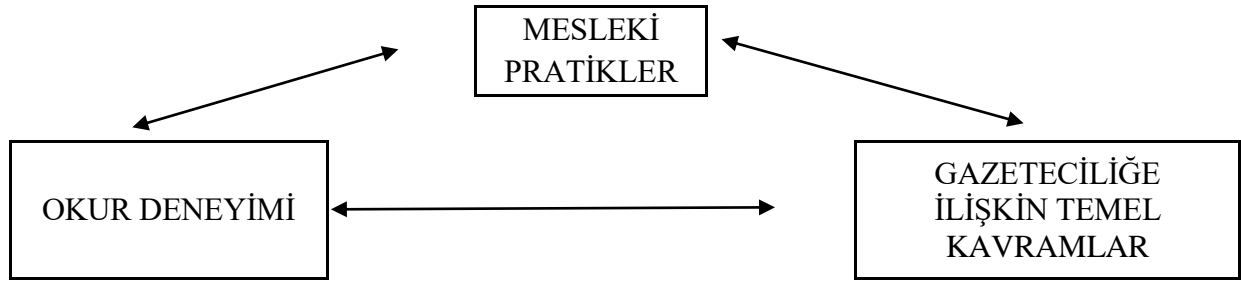 MESLEKİ
PRATİKLER
OKUR DENEYİMİ
GAZETECİLİĞE
İLİŞKİN TEMEL
KAVRAMLAR